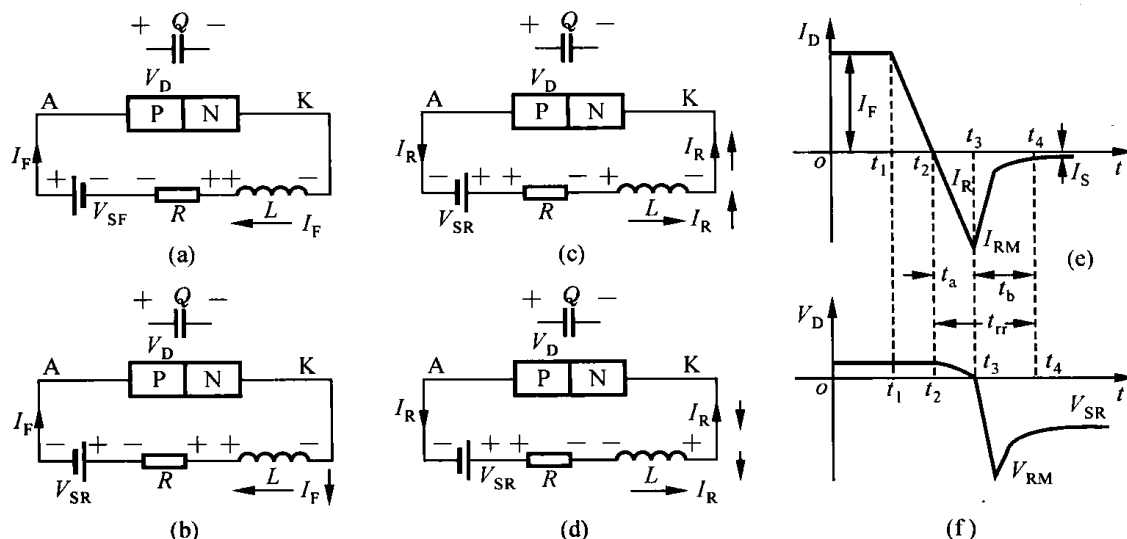 + Q −
V_D
A P N K
I_F
+ − − + + −
V_SF R L I_F
(a)
+ Q −
V_D
A P N K
I_R I_R
− + + − + −
V_SR R L I_R
(c)
+ Q −
V_D
A P N K
I_F
− + − + + −
V_SR R L I_F
(b)
+ Q −
V_D
A P N K
I_R I_R
− + + − − +
V_SR R L I_R
(d)
I_D
I_F
o t_1 t_2 t_3 t_4 t
I_R I_S
I_RM (e)
t_a t_b
t_rr
V_D
o t_1 t_2 t_3 t_4 t
V_SR
V_RM
(f)